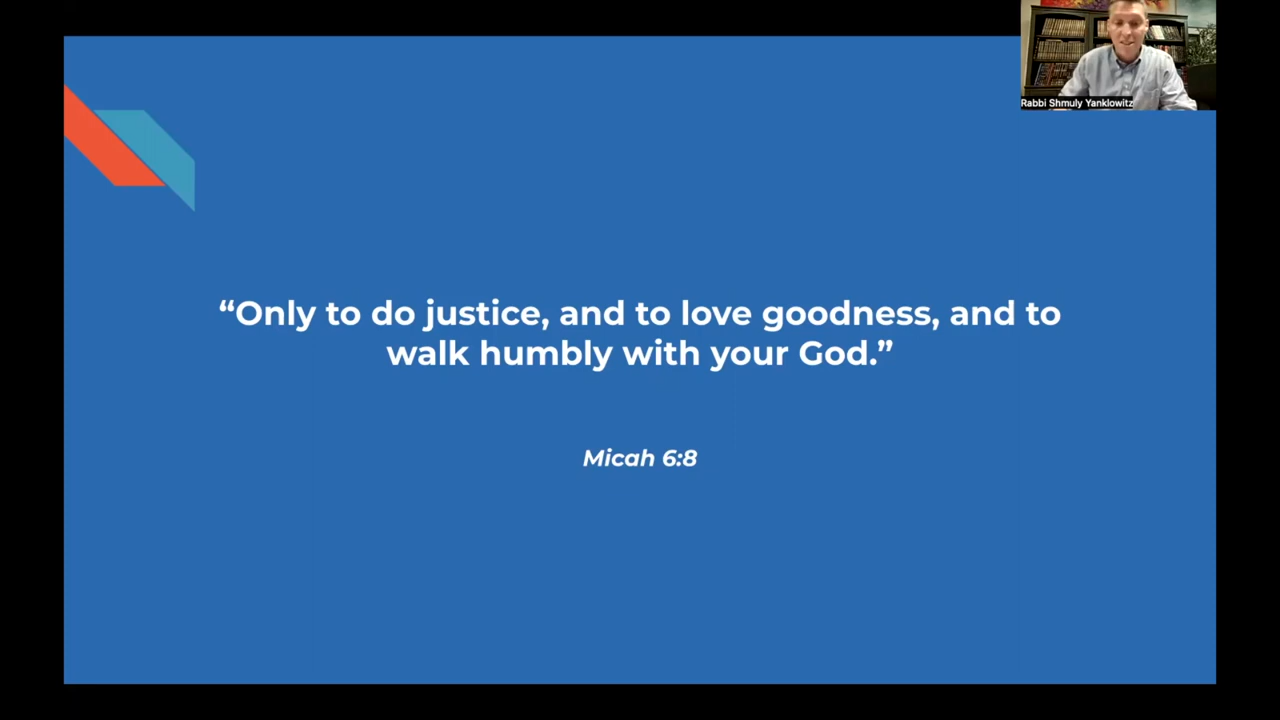 Rabbi Shmuly Yanklowitz
“Only to do justice, and to love goodness, and to
walk humbly with your God.”
Micah 6:8